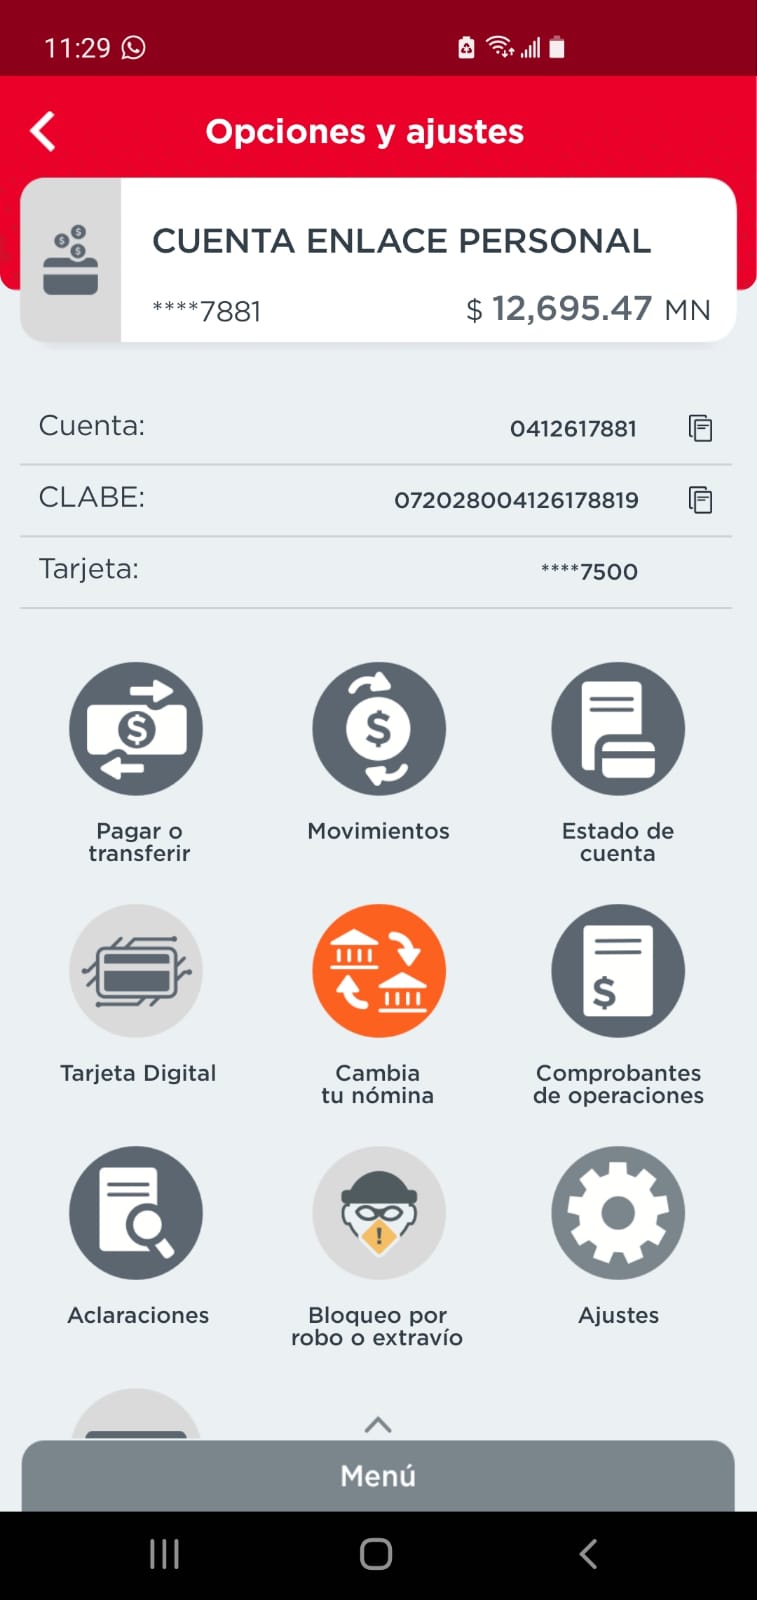 11:29
Opciones y ajustes
CUENTA ENLACE PERSONAL
****7881 $ 12,695.47 MN
Cuenta: 0412617881
CLABE: 072028004126178819
Tarjeta: ****7500
Pagar o
transferir
Movimientos
Estado de
cuenta
Tarjeta Digital
Cambia
tu nómina
Comprobantes
de operaciones
Aclaraciones
Bloqueo por
robo o extravío
Ajustes
Menú